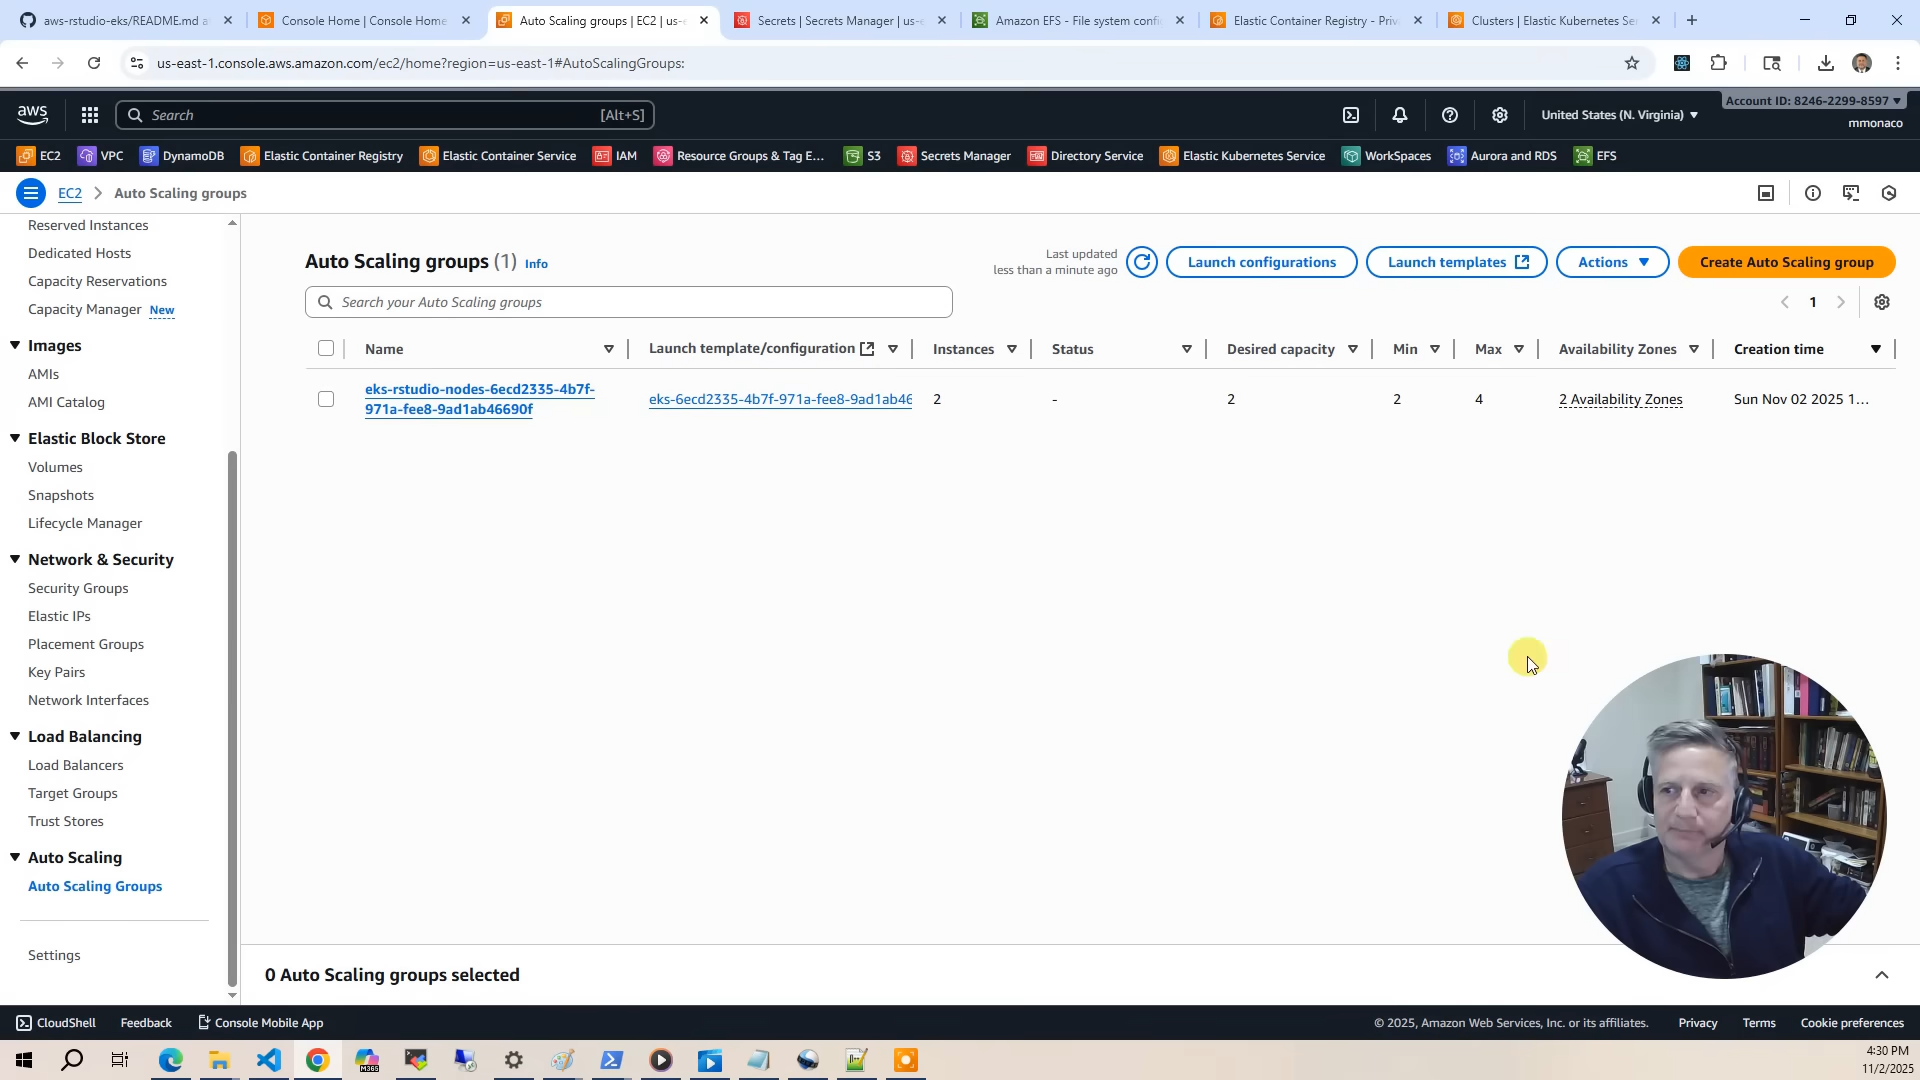 aws-rstudio-eks/README.md a
Console Home | Console Home
Auto Scaling groups | EC2 | us-e
Secrets | Secrets Manager | us-e
Amazon EFS - File system confi
Elastic Container Registry - Priv
Clusters | Elastic Kubernetes Se
us-east-1.console.aws.amazon.com/ec2/home?region=us-east-1#AutoScalingGroups:
aws
Search
[Alt+S]
United States (N. Virginia)
Account ID: 8246-2299-8597
mmonaco
EC2
VPC
DynamoDB
Elastic Container Registry
Elastic Container Service
IAM
Resource Groups & Tag E...
S3
Secrets Manager
Directory Service
Elastic Kubernetes Service
WorkSpaces
Aurora and RDS
EFS
EC2
Auto Scaling groups
Reserved Instances
Dedicated Hosts
Capacity Reservations
Capacity Manager New
Images
AMIs
AMI Catalog
Elastic Block Store
Volumes
Snapshots
Lifecycle Manager
Network & Security
Security Groups
Elastic IPs
Placement Groups
Key Pairs
Network Interfaces
Load Balancing
Load Balancers
Target Groups
Trust Stores
Auto Scaling
Auto Scaling Groups
Settings
Auto Scaling groups (1) Info
Last updated
less than a minute ago
Launch configurations
Launch templates
Actions
Create Auto Scaling group
Search your Auto Scaling groups
1
Name
Launch template/configuration
Instances
Status
Desired capacity
Min
Max
Availability Zones
Creation time
eks-rstudio-nodes-6ecd2335-4b7f-
971a-fee8-9ad1ab46690f
eks-6ecd2335-4b7f-971a-fee8-9ad1ab46
2
-
2
2
4
2 Availability Zones
Sun Nov 02 2025 1...
0 Auto Scaling groups selected
CloudShell
Feedback
Console Mobile App
© 2025, Amazon Web Services, Inc. or its affiliates.
Privacy
Terms
Cookie preferences
M365
4:30 PM
11/2/2025